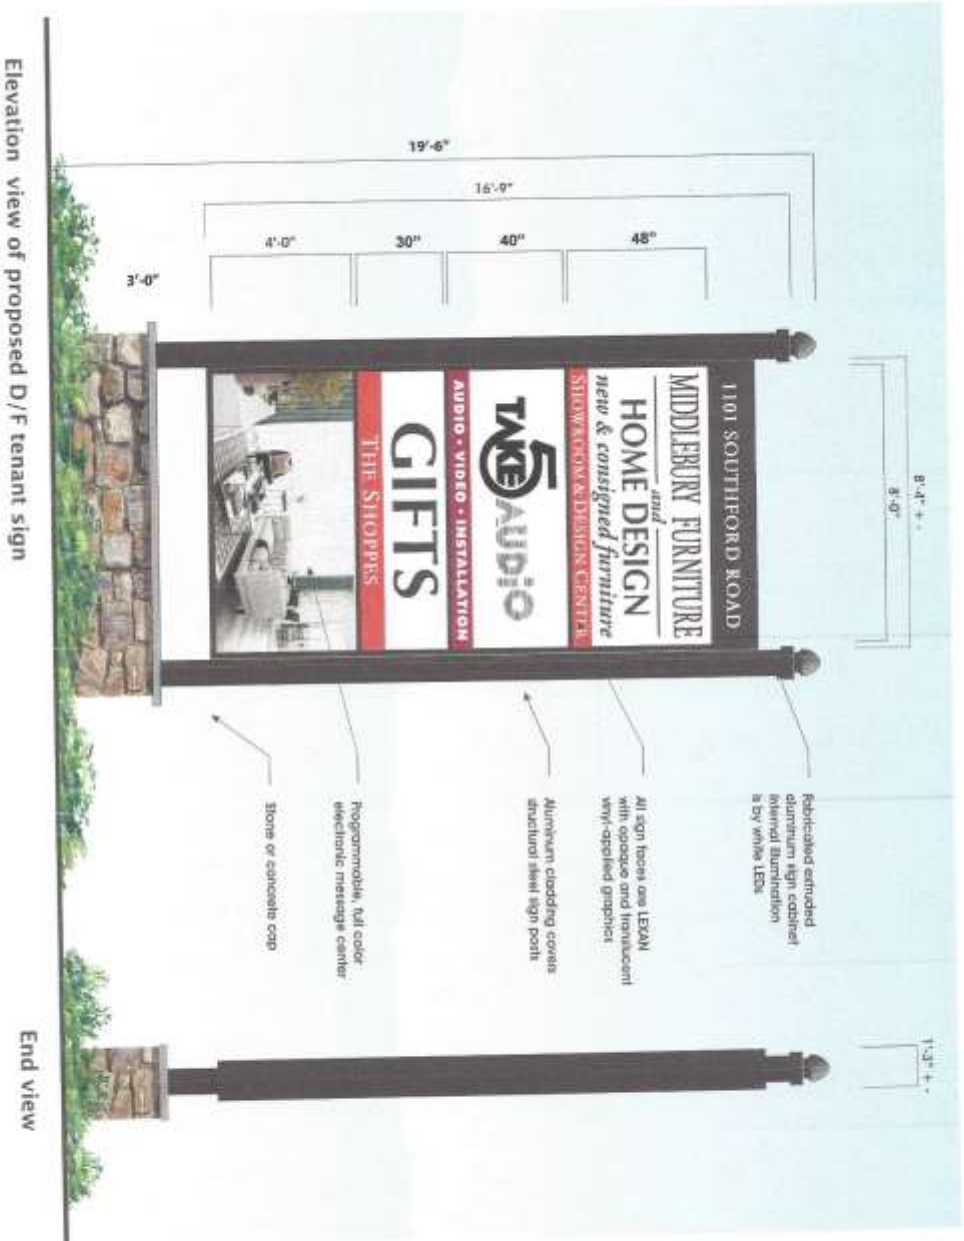 8'-4" + -
8'-0"
1'-3" + -
19'-6"
16'-9"
48"
40"
30"
4'-0"
3'-0"
1101 SOUTHFORD ROAD
MIDDLEBURY FURNITURE
and
HOME DESIGN
new & consigned furniture
SHOWROOM & DESIGN CENTER
TAKE 5 AUDIO
AUDIO • VIDEO • INSTALLATION
GIFTS
THE SHOPPES
Fabricated extruded
aluminum sign cabinet
Internal illumination
is by white LEDs
All sign faces are LEXAN
with opaque and translucent
vinyl-applied graphics
Aluminum cladding covers
structural steel sign posts
Programmable, full color
electronic message center
Stone or concrete cap
Elevation view of proposed D/F tenant sign
End view